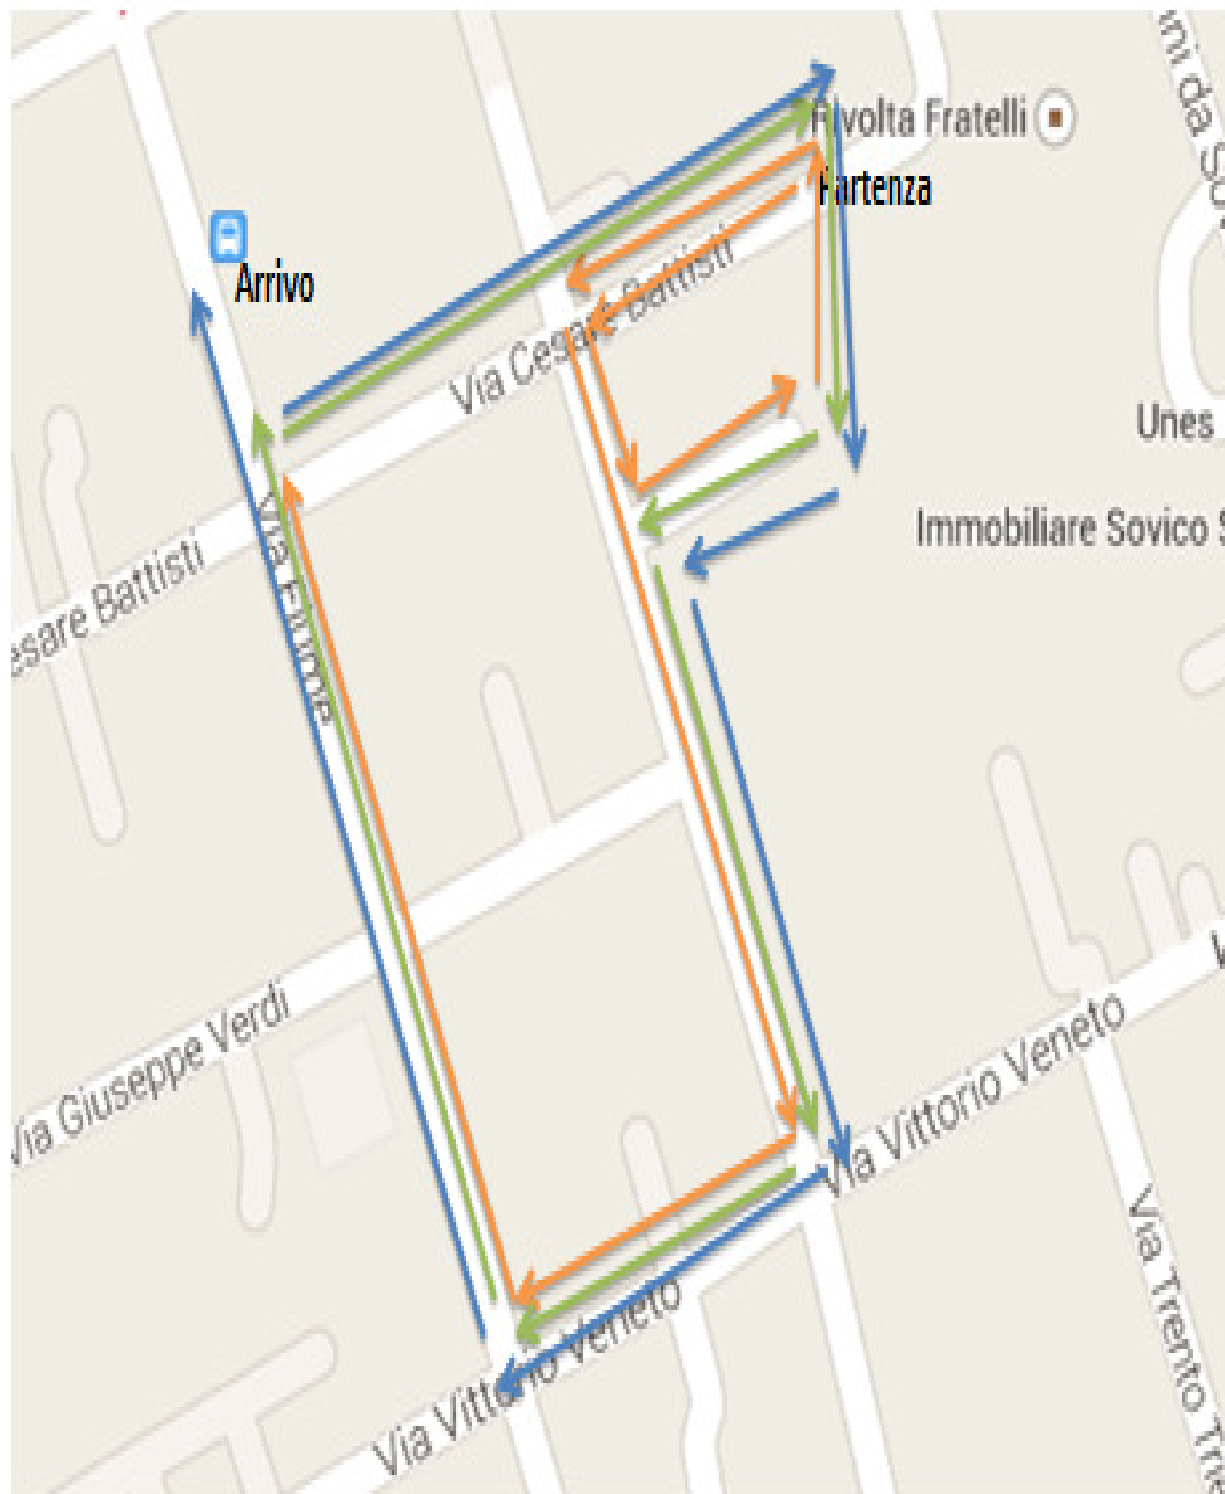 Rivolta Fratelli
Partenza
Arrivo
Via Cesare Battisti
Unes
Immobiliare Sovico S
Via Fiume
esare Battisti
Via Giuseppe Verdi
Via Vittorio Veneto
Via Vittorio Veneto
Via Trento Trie